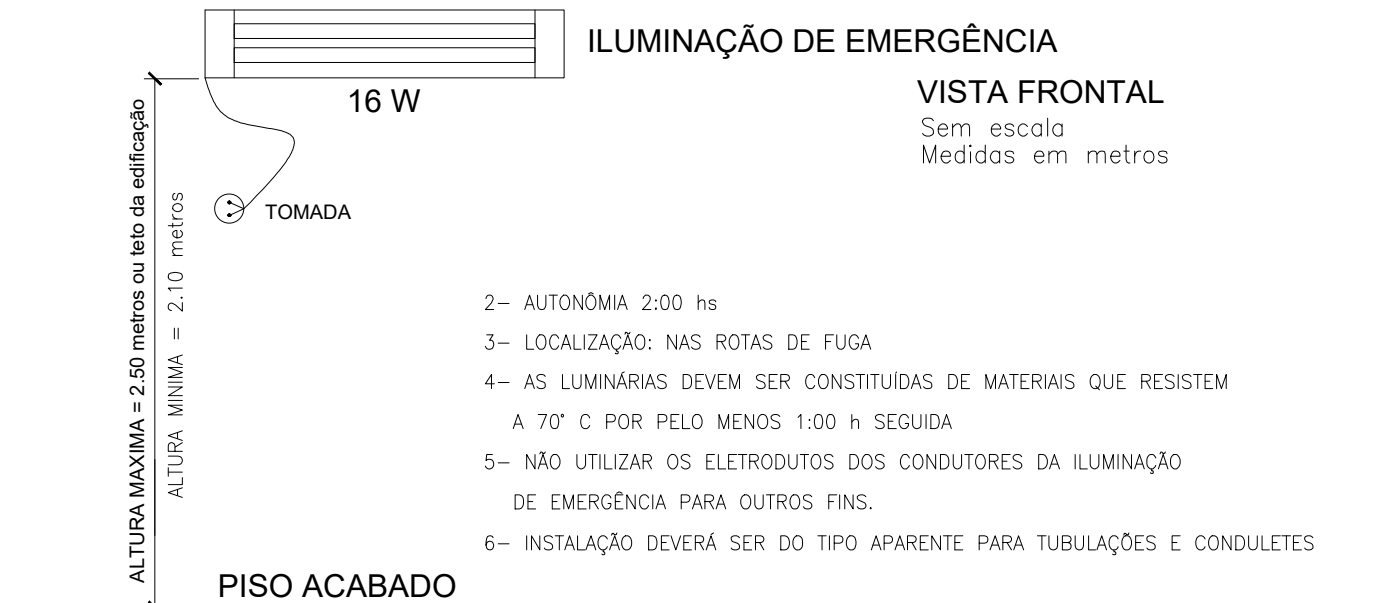 ILUMINAÇÃO DE EMERGÊNCIA
16 W
VISTA FRONTAL
Sem escala
Medidas em metros
TOMADA
ALTURA MAXIMA = 2.50 metros ou teto da edificação
ALTURA MINIMA = 2.10 metros
2- AUTONÔMIA 2:00 hs
3- LOCALIZAÇÃO: NAS ROTAS DE FUGA
4- AS LUMINÁRIAS DEVEM SER CONSTITUÍDAS DE MATERIAIS QUE RESISTEM
A 70° C POR PELO MENOS 1:00 h SEGUIDA
5- NÃO UTILIZAR OS ELETRODUTOS DOS CONDUTORES DA ILUMINAÇÃO
DE EMERGÊNCIA PARA OUTROS FINS.
6- INSTALAÇÃO DEVERÁ SER DO TIPO APARENTE PARA TUBULAÇÕES E CONDULETES
PISO ACABADO